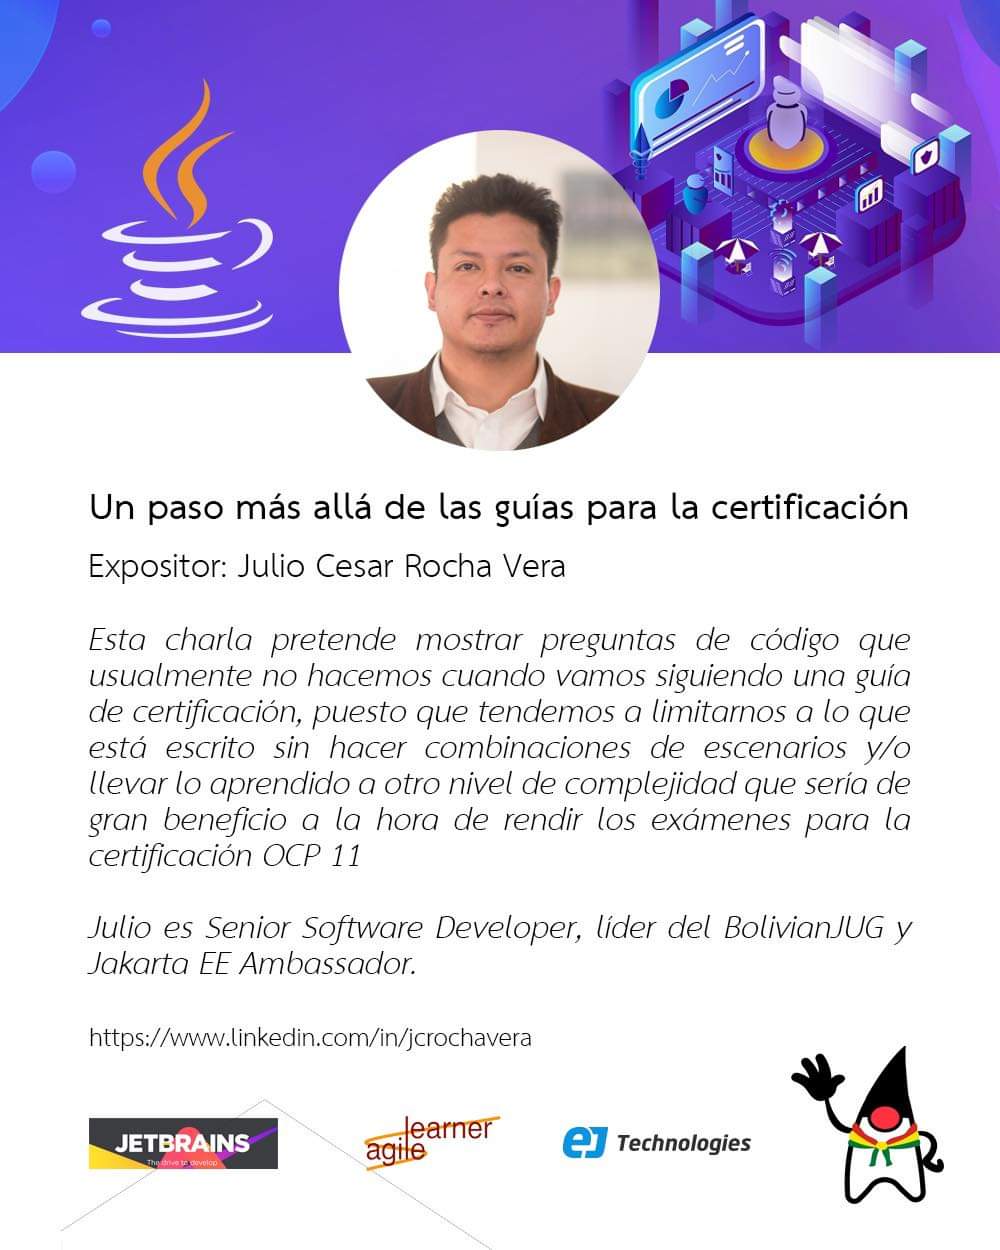 Un paso más allá de las guías para la certificación
Expositor: Julio Cesar Rocha Vera
Esta charla pretende mostrar preguntas de código que
usualmente no hacemos cuando vamos siguiendo una guía
de certificación, puesto que tendemos a limitarnos a lo que
está escrito sin hacer combinaciones de escenarios y/o
llevar lo aprendido a otro nivel de complejidad que sería de
gran beneficio a la hora de rendir los exámenes para la
certificación OCP 11
Julio es Senior Software Developer, líder del BolivianJUG y
Jakarta EE Ambassador.
https://www.linkedin.com/in/jcrochavera
JETBRAINS
The drive to develop
learner
agile
ej Technologies